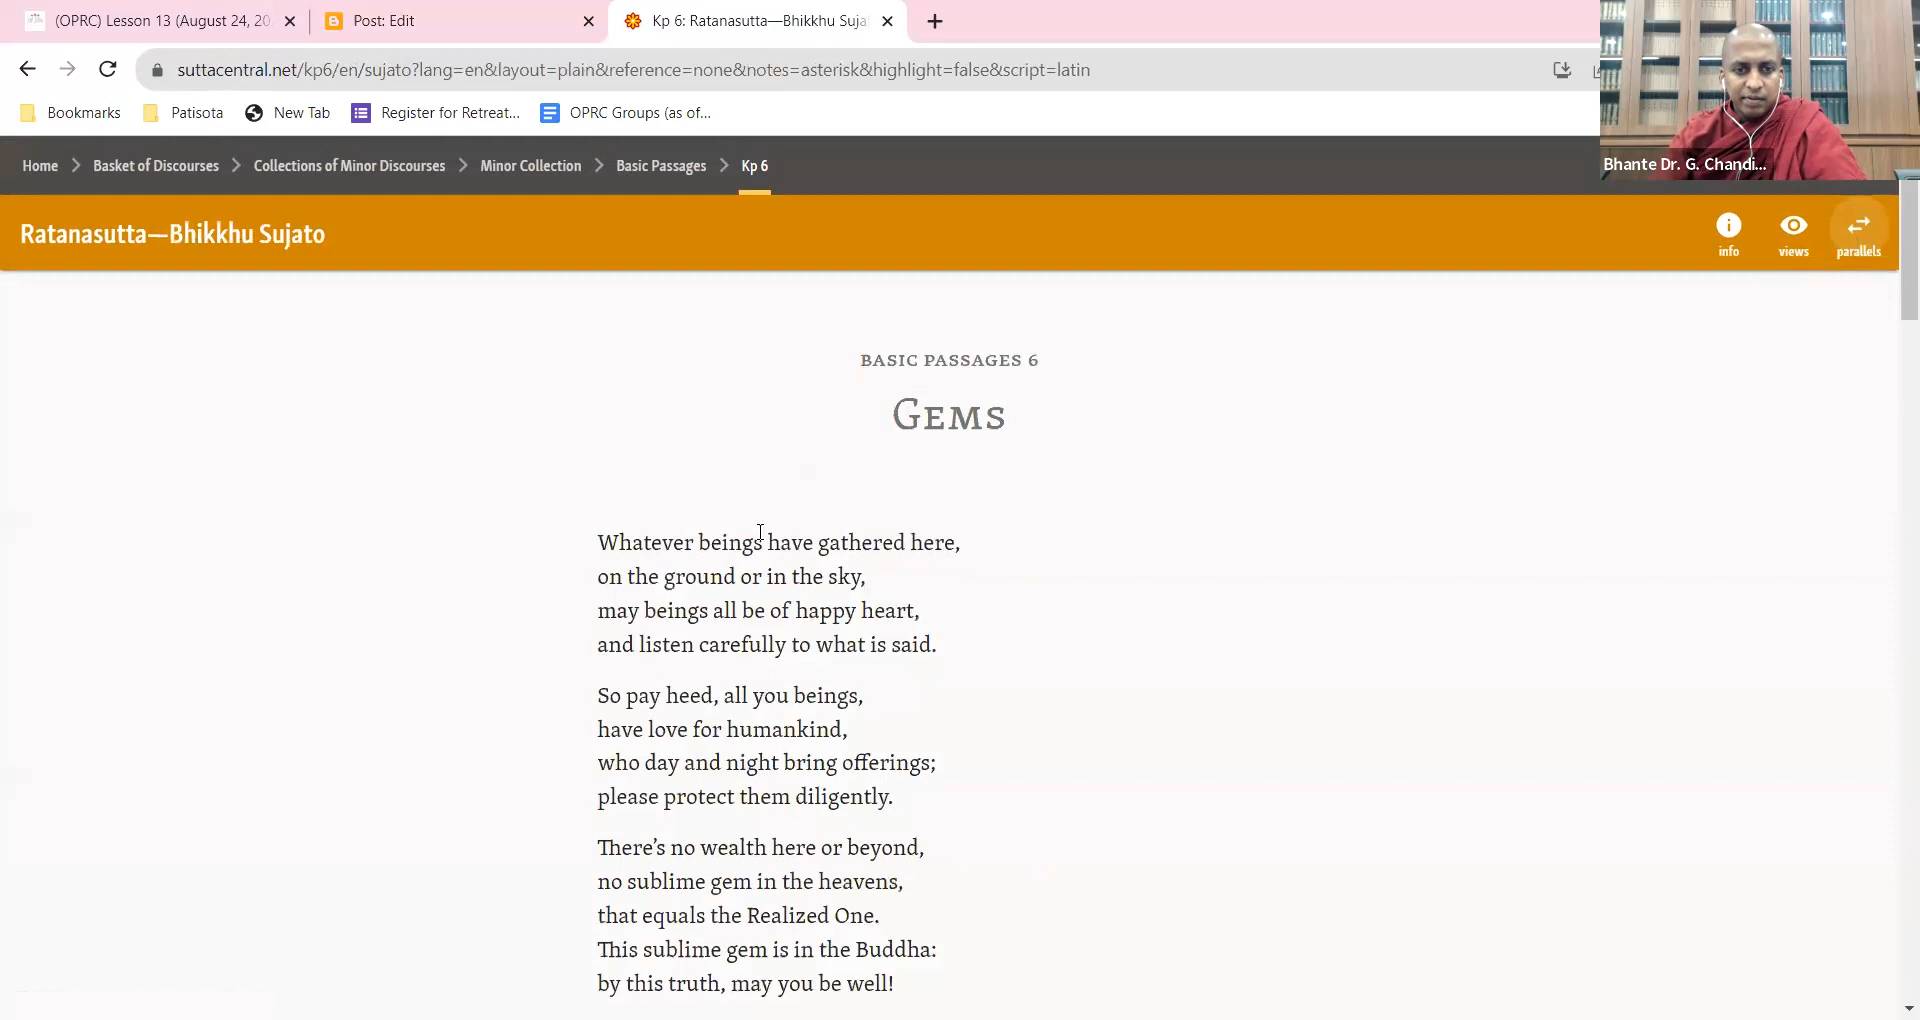 (OPRC) Lesson 13 (August 24, 20
Post: Edit
Kp 6: Ratanasutta—Bhikkhu Suja
suttacentral.net/kp6/en/sujato?lang=en&layout=plain&reference=none&notes=asterisk&highlight=false&script=latin
Bookmarks
Patisota
New Tab
Register for Retreat...
OPRC Groups (as of...
Bhante Dr. G. Chandi...
Home
Basket of Discourses
Collections of Minor Discourses
Minor Collection
Basic Passages
Kp 6
Ratanasutta—Bhikkhu Sujato
info
views
parallels
BASIC PASSAGES 6
GEMS
Whatever beings have gathered here,
on the ground or in the sky,
may beings all be of happy heart,
and listen carefully to what is said.
So pay heed, all you beings,
have love for humankind,
who day and night bring offerings;
please protect them diligently.
There’s no wealth here or beyond,
no sublime gem in the heavens,
that equals the Realized One.
This sublime gem is in the Buddha:
by this truth, may you be well!